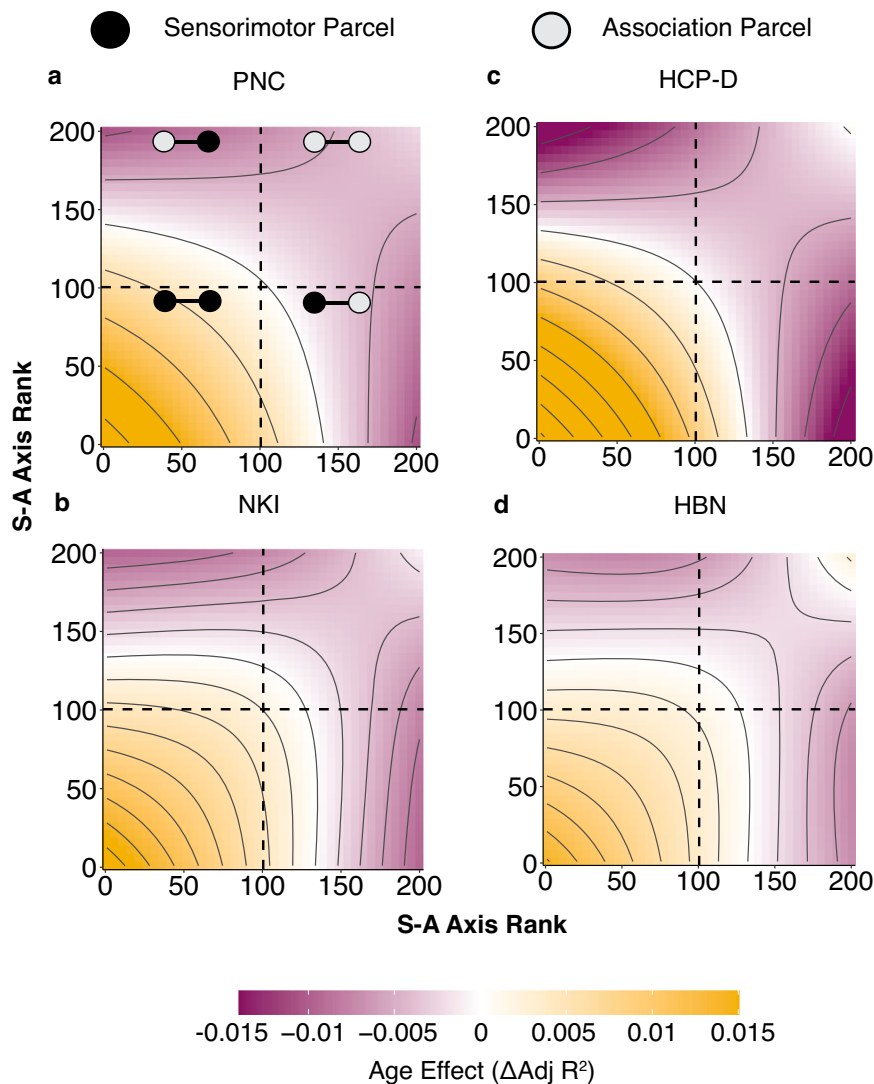 Sensorimotor Parcel
Association Parcel
a
PNC
c
HCP-D
200
150
100
50
0
0
50
100
150
200
200
150
100
50
0
0
50
100
150
200
S-A Axis Rank
b
NKI
d
HBN
200
150
100
50
0
0
50
100
150
200
200
150
100
50
0
0
50
100
150
200
S-A Axis Rank
-0.015 -0.01 -0.005 0 0.005 0.01 0.015
Age Effect (ΔAdj R²)